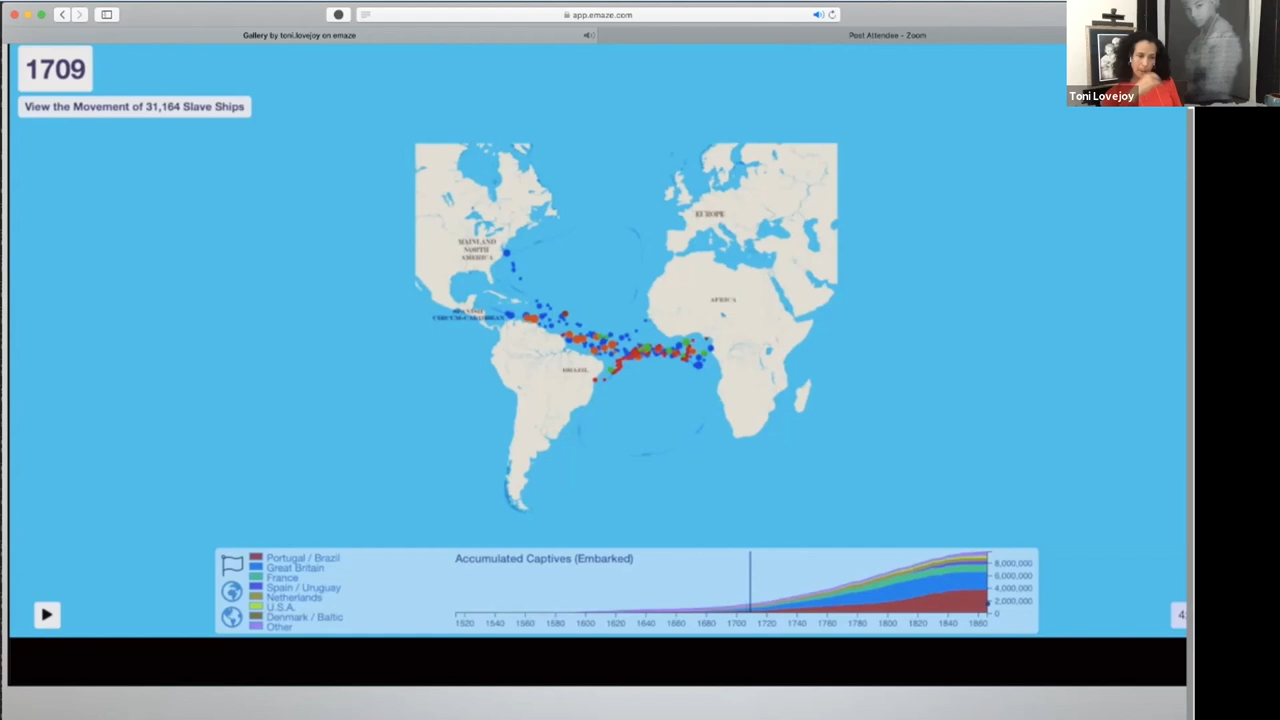 app.emaze.com
Gallery by toni.lovejoy on emaze
Post Attendee - Zoom
Toni Lovejoy
1709
View the Movement of 31,164 Slave Ships
EUROPE
MAINLAND
NORTH
AMERICA
AFRICA
SPANISH
CIRCUM-CARIBBEAN
BRAZIL
Portugal / Brazil
Great Britain
France
Spain / Uruguay
Netherlands
U.S.A.
Denmark / Baltic
Other
Accumulated Captives (Embarked)
8,000,000
6,000,000
4,000,000
2,000,000
0
1520 1540 1560 1580 1600 1620 1640 1660 1680 1700 1720 1740 1760 1780 1800 1820 1840 1860